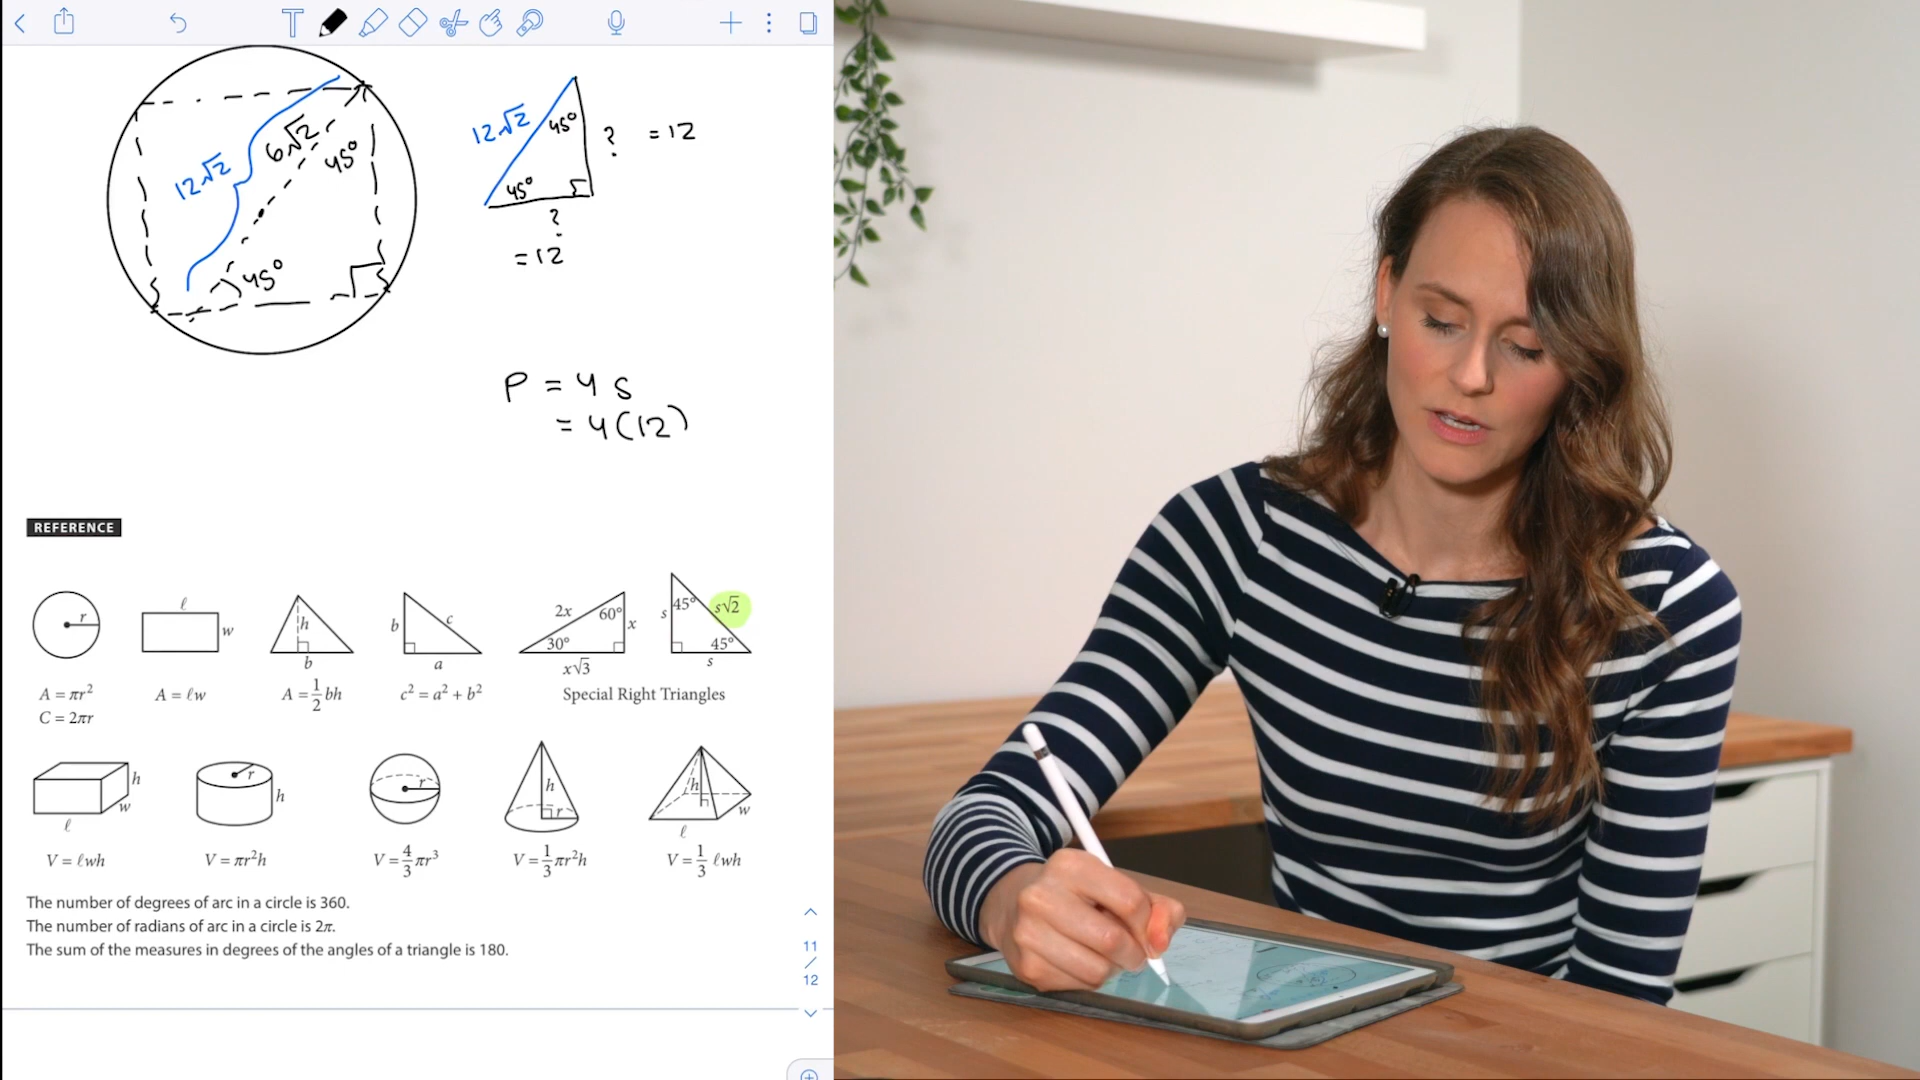 12√2
6√2
45°
45°
12√2
45°
45°
? = 12
?
= 12
P = 4 s
= 4(12)
REFERENCE
r
ℓ
w
h
b
b
c
a
2x
60°
x
30°
x√3
s
45°
s√2
45°
s
A = πr²
C = 2πr
A = ℓw
A = 1/2 bh
c² = a² + b²
Special Right Triangles
h
w
ℓ
r
h
r
h
r
h
w
ℓ
V = ℓwh
V = πr²h
V = 4/3 πr³
V = 1/3 πr²h
V = 1/3 ℓwh
The number of degrees of arc in a circle is 360.
The number of radians of arc in a circle is 2π.
The sum of the measures in degrees of the angles of a triangle is 180.
11
/
12